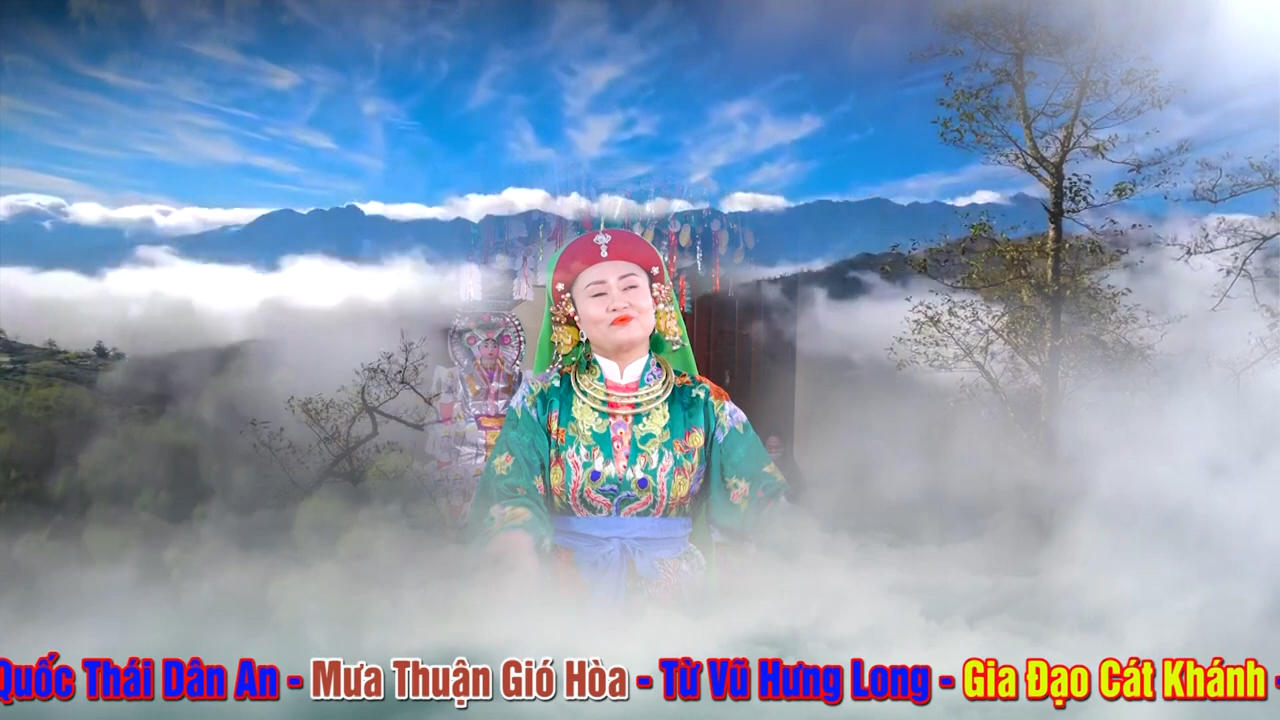 Quốc Thái Dân An - Mưa Thuận Gió Hòa - Từ Vũ Hưng Long - Gia Đạo Cát Khánh -